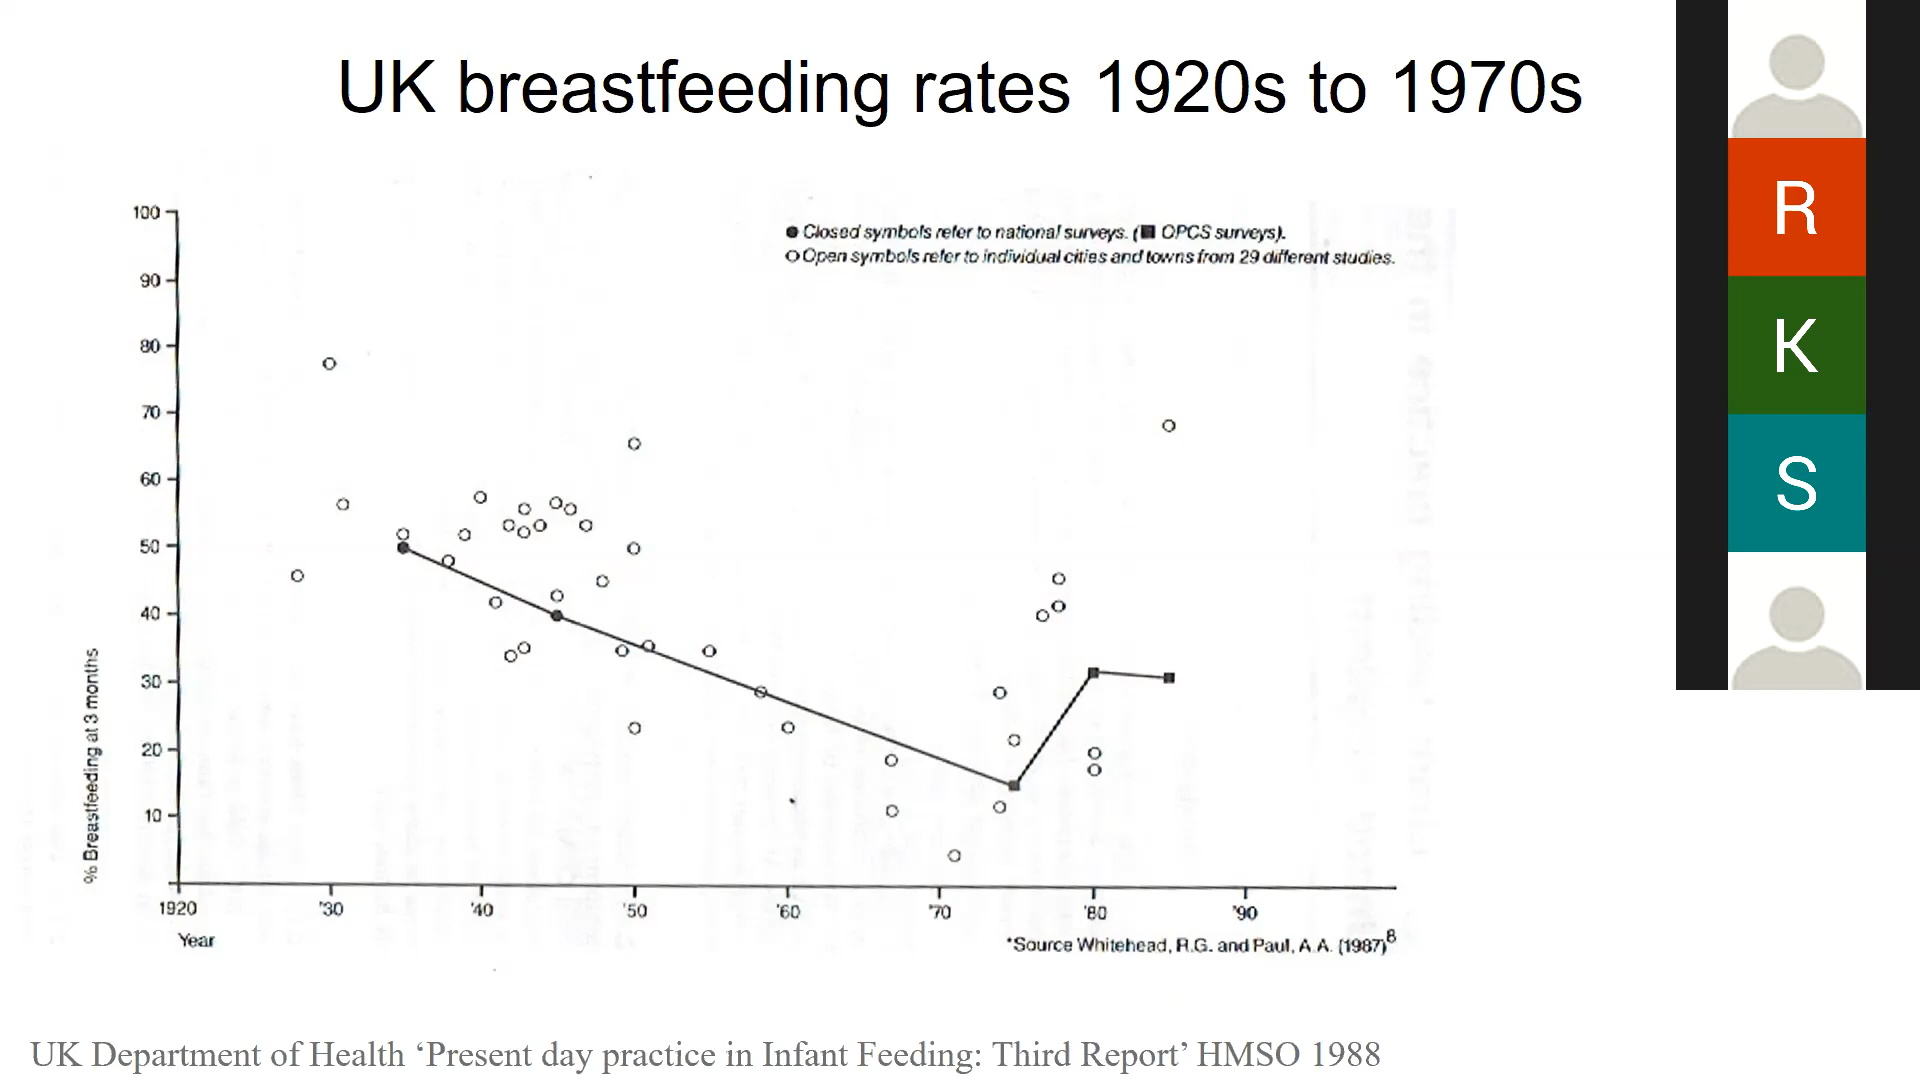 UK breastfeeding rates 1920s to 1970s
R
K
S
● Closed symbols refer to national surveys. (■ OPCS surveys).
○ Open symbols refer to individual cities and towns from 29 different studies.
100
90
80
70
60
50
40
30
20
10
% Breastfeeding at 3 months
1920 '30 '40 '50 '60 '70 '80 '90
Year
*Source Whitehead, R.G. and Paul, A.A. (1987)8
UK Department of Health ‘Present day practice in Infant Feeding: Third Report’ HMSO 1988